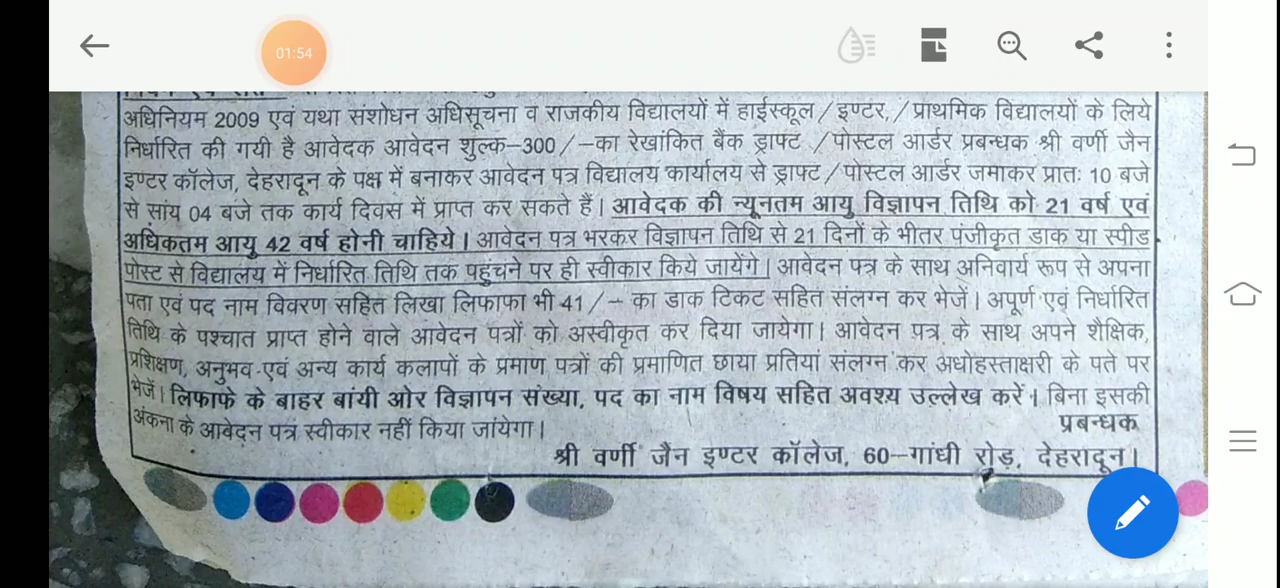 01:54
अधिनियम 2009 एवं यथा संशोधन अधिसूचना व राजकीय विद्यालयों में हाईस्कूल/इण्टर,/प्राथमिक विद्यालयों के लिये
निर्धारित की गयी है आवेदक आवेदन शुल्क–300/–का रेखांकित बैंक ड्राफ्ट /पोस्टल आर्डर प्रबन्धक श्री वर्णी जैन
इण्टर कॉलेज, देहरादून के पक्ष में बनाकर आवेदन पत्र विद्यालय कार्यालय से ड्राफ्ट/पोस्टल आर्डर जमाकर प्रातः 10 बजे
से सांय 04 बजे तक कार्य दिवस में प्राप्त कर सकते हैं। आवेदक की न्यूनतम आयु विज्ञापन तिथि को 21 वर्ष एवं
अधिकतम आयु 42 वर्ष होनी चाहिये। आवेदन पत्र भरकर विज्ञापन तिथि से 21 दिनों के भीतर पंजीकृत डाक या स्पीड
पोस्ट से विद्यालय में निर्धारित तिथि तक पहुंचने पर ही स्वीकार किये जायेंगे। आवेदन पत्र के साथ अनिवार्य रूप से अपना
पता एवं पद नाम विवरण सहित लिखा लिफाफा भी 41/– का डाक टिकट सहित संलग्न कर भेजें। अपूर्ण एवं निर्धारित
तिथि के पश्चात प्राप्त होने वाले आवेदन पत्रों को अस्वीकृत कर दिया जायेगा। आवेदन पत्र के साथ अपने शैक्षिक,
प्रशिक्षण, अनुभव एवं अन्य कार्य कलापों के प्रमाण पत्रों की प्रमाणित छाया प्रतियां संलग्न कर अधोहस्ताक्षरी के पते पर
भेजें। लिफाफे के बाहर बांयी ओर विज्ञापन संख्या, पद का नाम विषय सहित अवश्य उल्लेख करें। बिना इसकी
अंकना के आवेदन पत्र स्वीकार नहीं किया जांयेगा।
प्रबन्धक
श्री वर्णी जैन इण्टर कॉलेज, 60–गांधी रोड़, देहरादून।